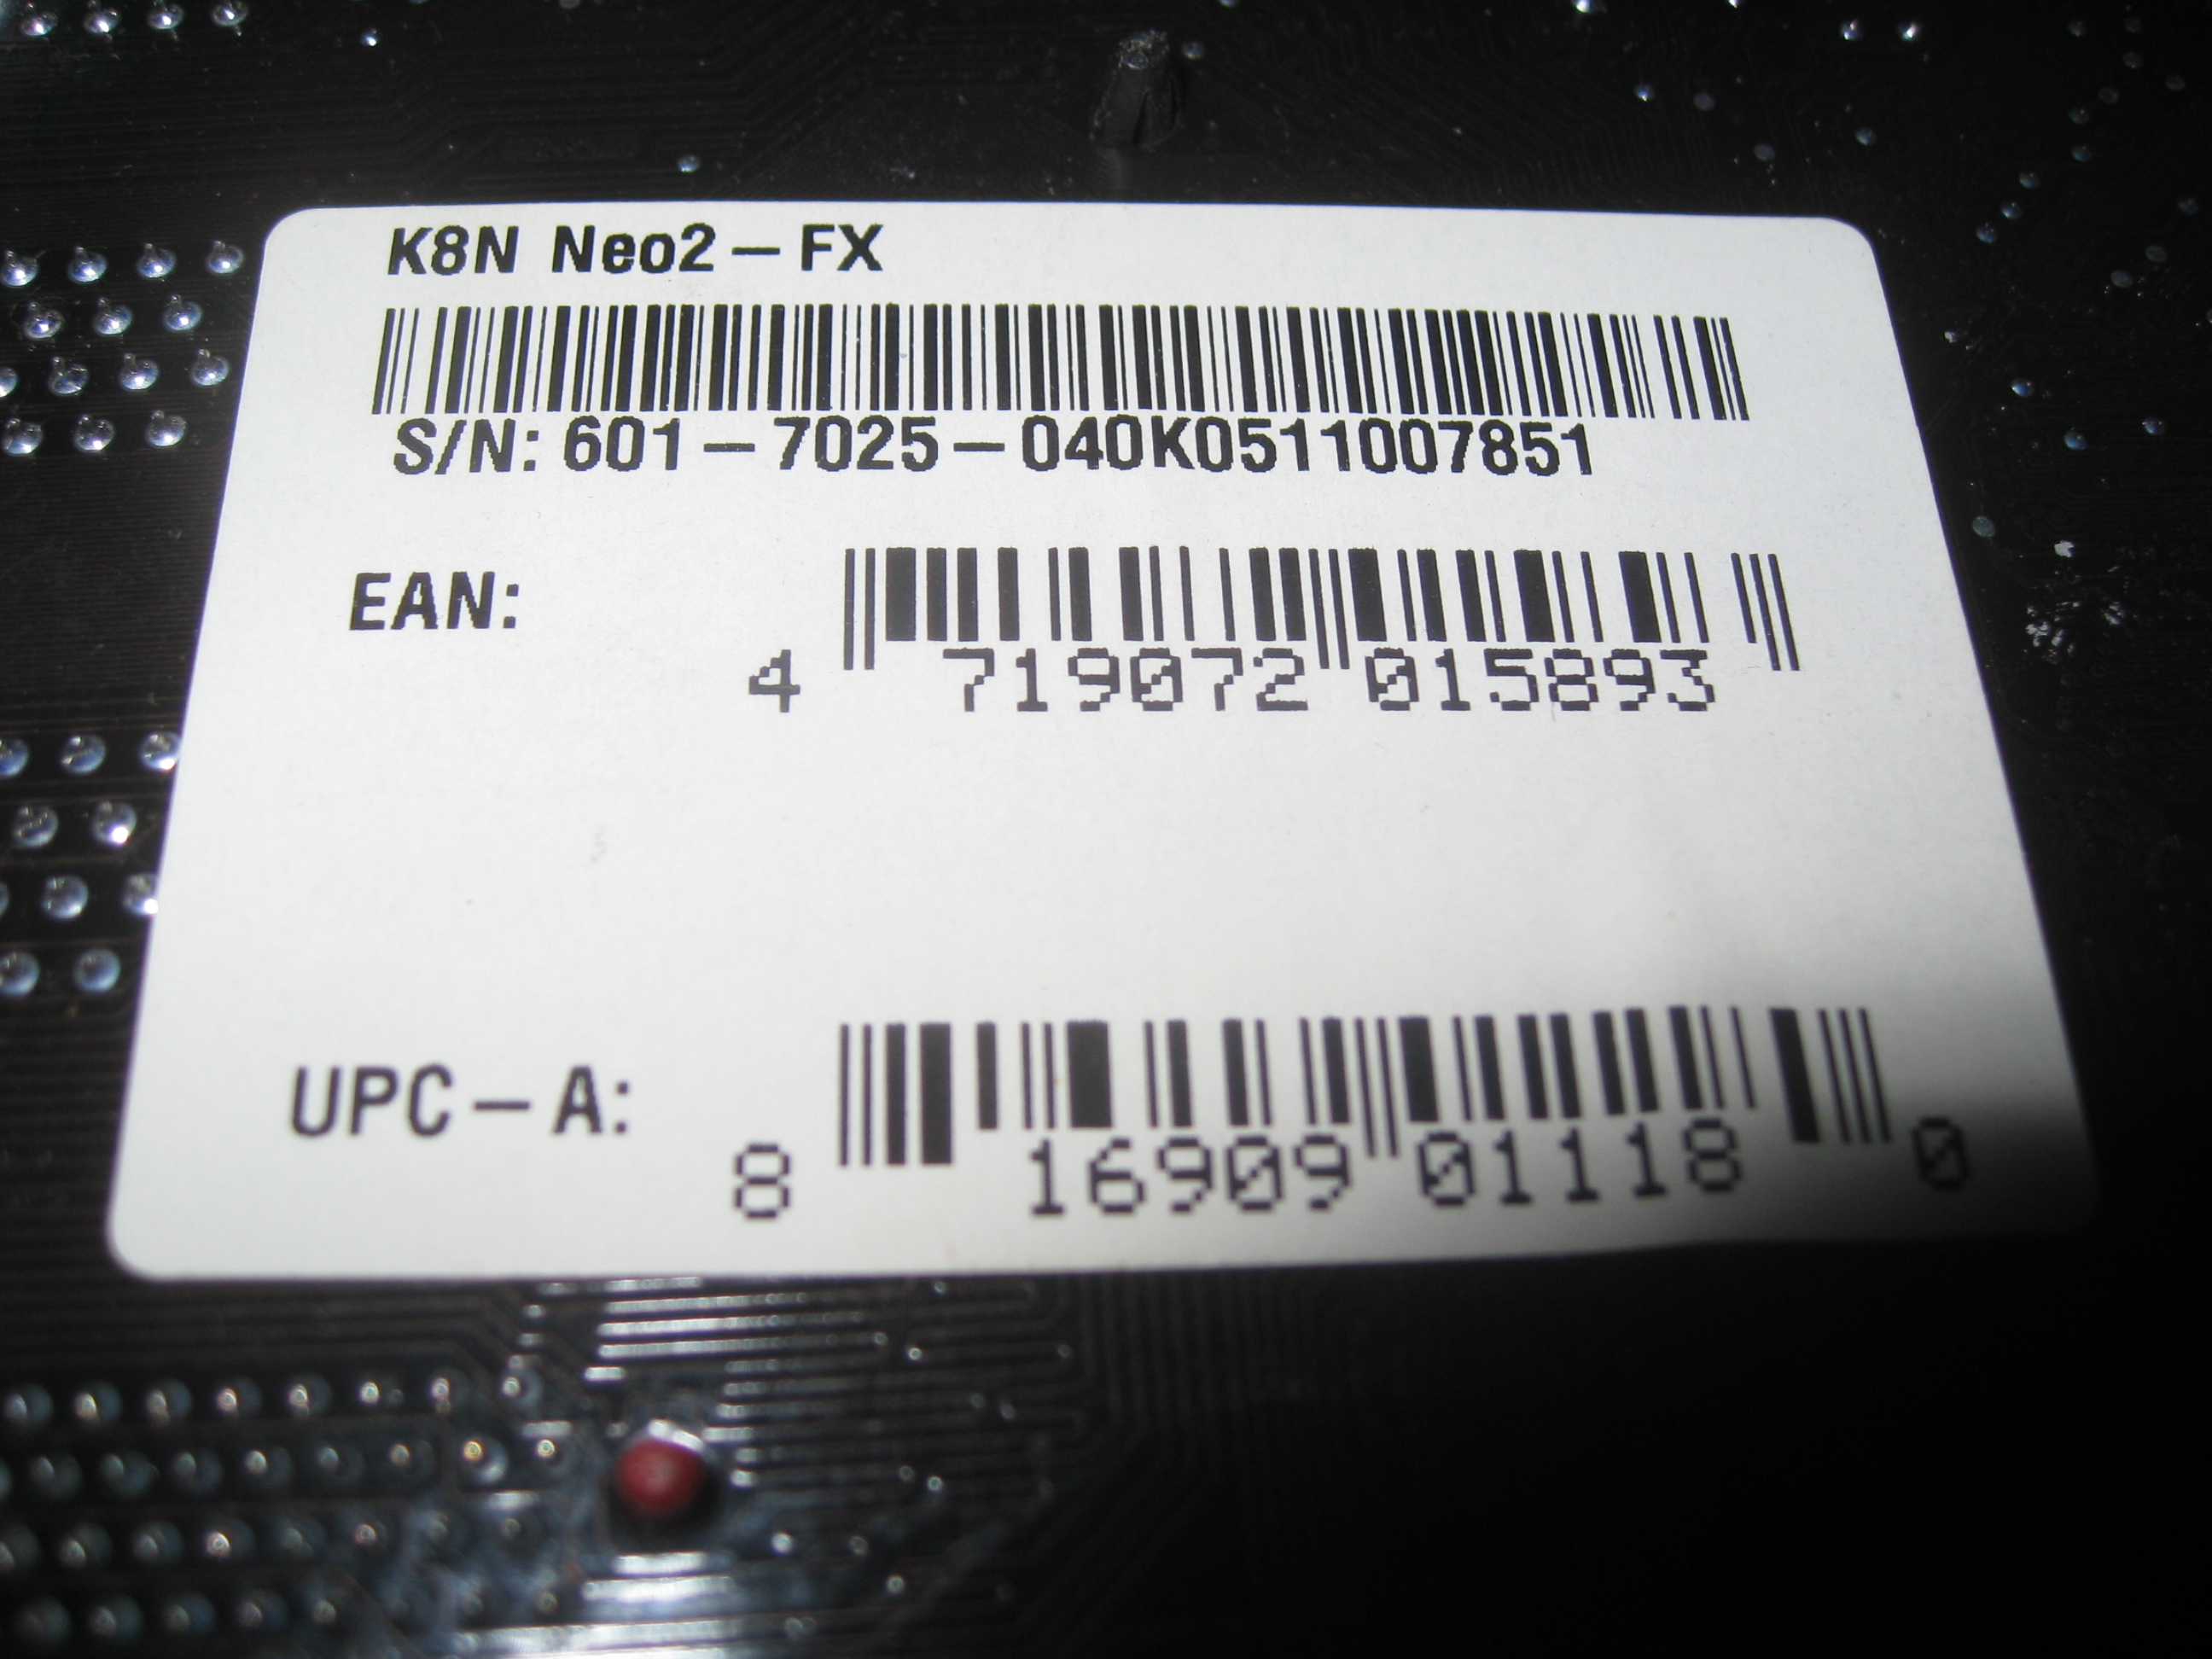 K8N Neo2-FX
S/N: 601-7025-040K0511007851
EAN:
4 719072 015893
UPC-A:
8 16909 01118 0